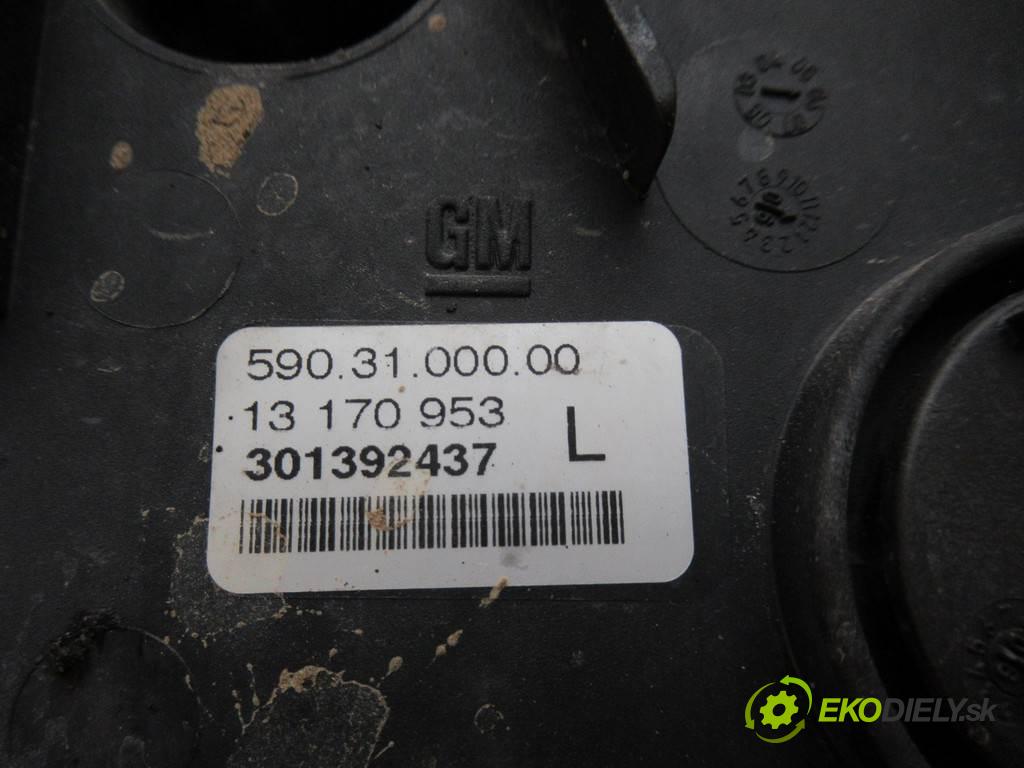 GM
590.31.000.00
13 170 953
L
301392437
EKODIELY.sk